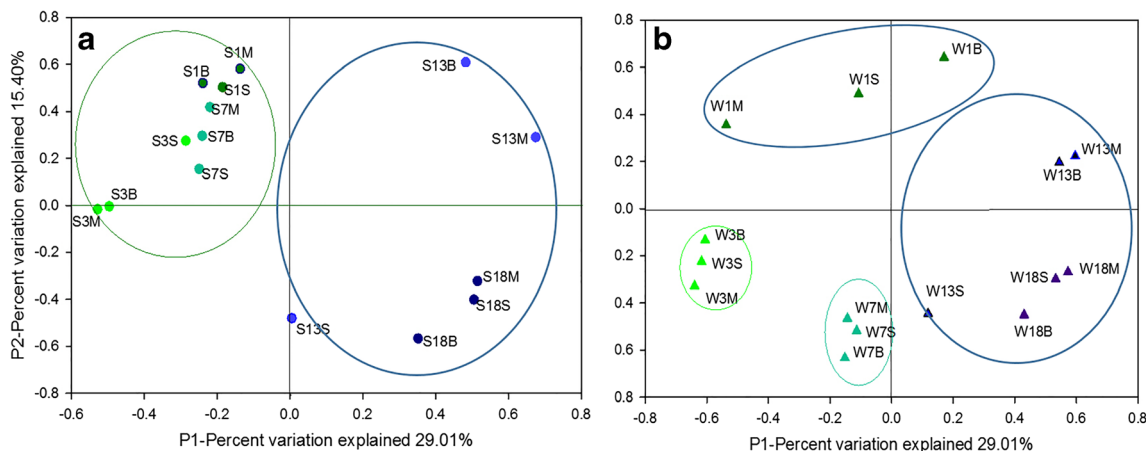 a
P2-Percent variation explained 15.40%
0.8
0.6
0.4
0.2
0.0
-0.2
-0.4
-0.6
-0.8
S1M
S1B
S1S
S7M
S7B
S3S
S7S
S3B
S3M
S13B
S13M
S18M
S18S
S13S
S18B
-0.6 -0.4 -0.2 0.0 0.2 0.4 0.6 0.8
P1-Percent variation explained 29.01%
b
0.8
0.6
0.4
0.2
0.0
0.2
0.4
0.6
0.8
W1B
W1S
W1M
W13M
W13B
W3B
W3S
W3M
W18S W18M
W13S
W18B
W7M
W7S
W7B
-0.8 -0.6 -0.4 -0.2 0.0 0.2 0.4 0.6 0.8
P1-Percent variation explained 29.01%